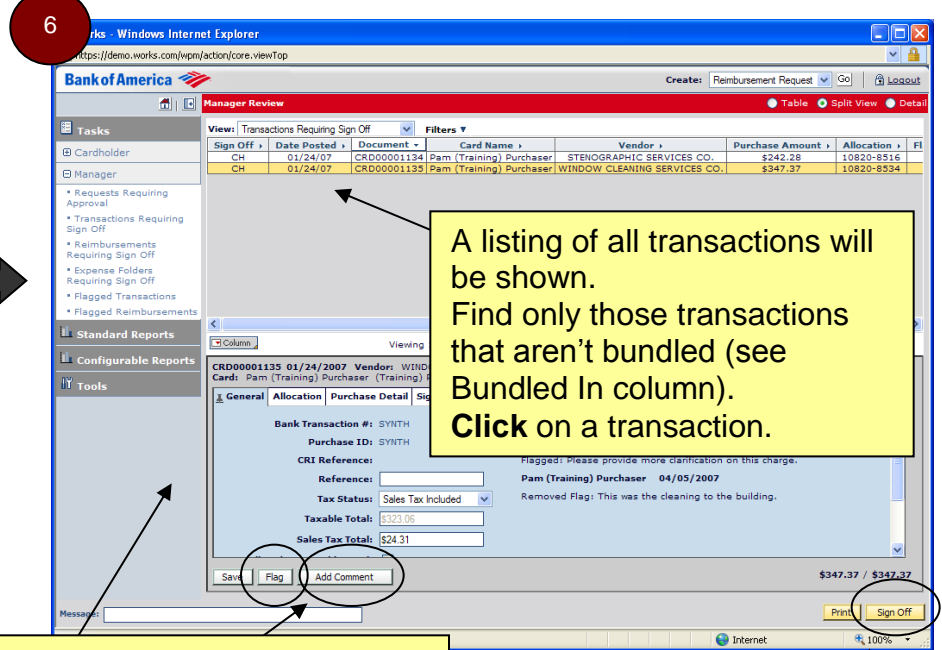 6
rks - Windows Internet Explorer
ttps://demo.works.com/wpm/action/core.viewTop
Bank of America
Create: Reimbursement Request Go Logout
Manager Review
Table Split View Detail
Tasks
Cardholder
Manager
Requests Requiring
Approval
Transactions Requiring
Sign Off
Reimbursements
Requiring Sign Off
Expense Folders
Requiring Sign Off
Flagged Transactions
Flagged Reimbursements
Standard Reports
Configurable Reports
Tools
View: Transactions Requiring Sign Off Filters
Sign Off Date Posted Document Card Name Vendor Purchase Amount Allocation Fl
CH 01/24/07 CRD00001134 Pam (Training) Purchaser STENOGRAPHIC SERVICES CO. $242.28 10820-8516
CH 01/24/07 CRD00001135 Pam (Training) Purchaser WINDOW CLEANING SERVICES CO. $347.37 10820-8534
A listing of all transactions will
be shown.
Find only those transactions
that aren't bundled (see
Bundled In column).
Click on a transaction.
Column Viewing
CRD00001135 01/24/2007 Vendor: WIND
Card: Pam (Training) Purchaser (Training)
General Allocation Purchase Detail Sig
Bank Transaction #: SYNTH
Purchase ID: SYNTH
CRI Reference:
Reference:
Tax Status: Sales Tax Included
Taxable Total: $323.06
Sales Tax Total: $24.31
Flagged: Please provide more clarification on this charge.
Pam (Training) Purchaser 04/05/2007
Removed Flag: This was the cleaning to the building.
Save Flag Add Comment $347.37 / $347.37
Message: Print Sign Off
Internet 100%